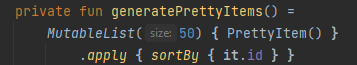 private fun generatePrettyItems() =
MutableList( size: 50) { PrettyItem() }
.apply { sortBy { it.id } }